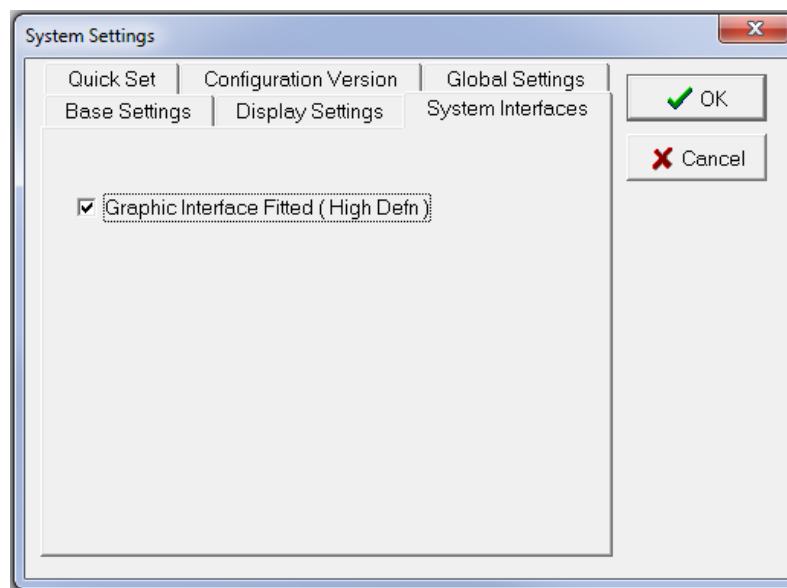 System Settings
Quick Set
Configuration Version
Global Settings
Base Settings
Display Settings
System Interfaces
OK
Cancel
Graphic Interface Fitted ( High Defn )